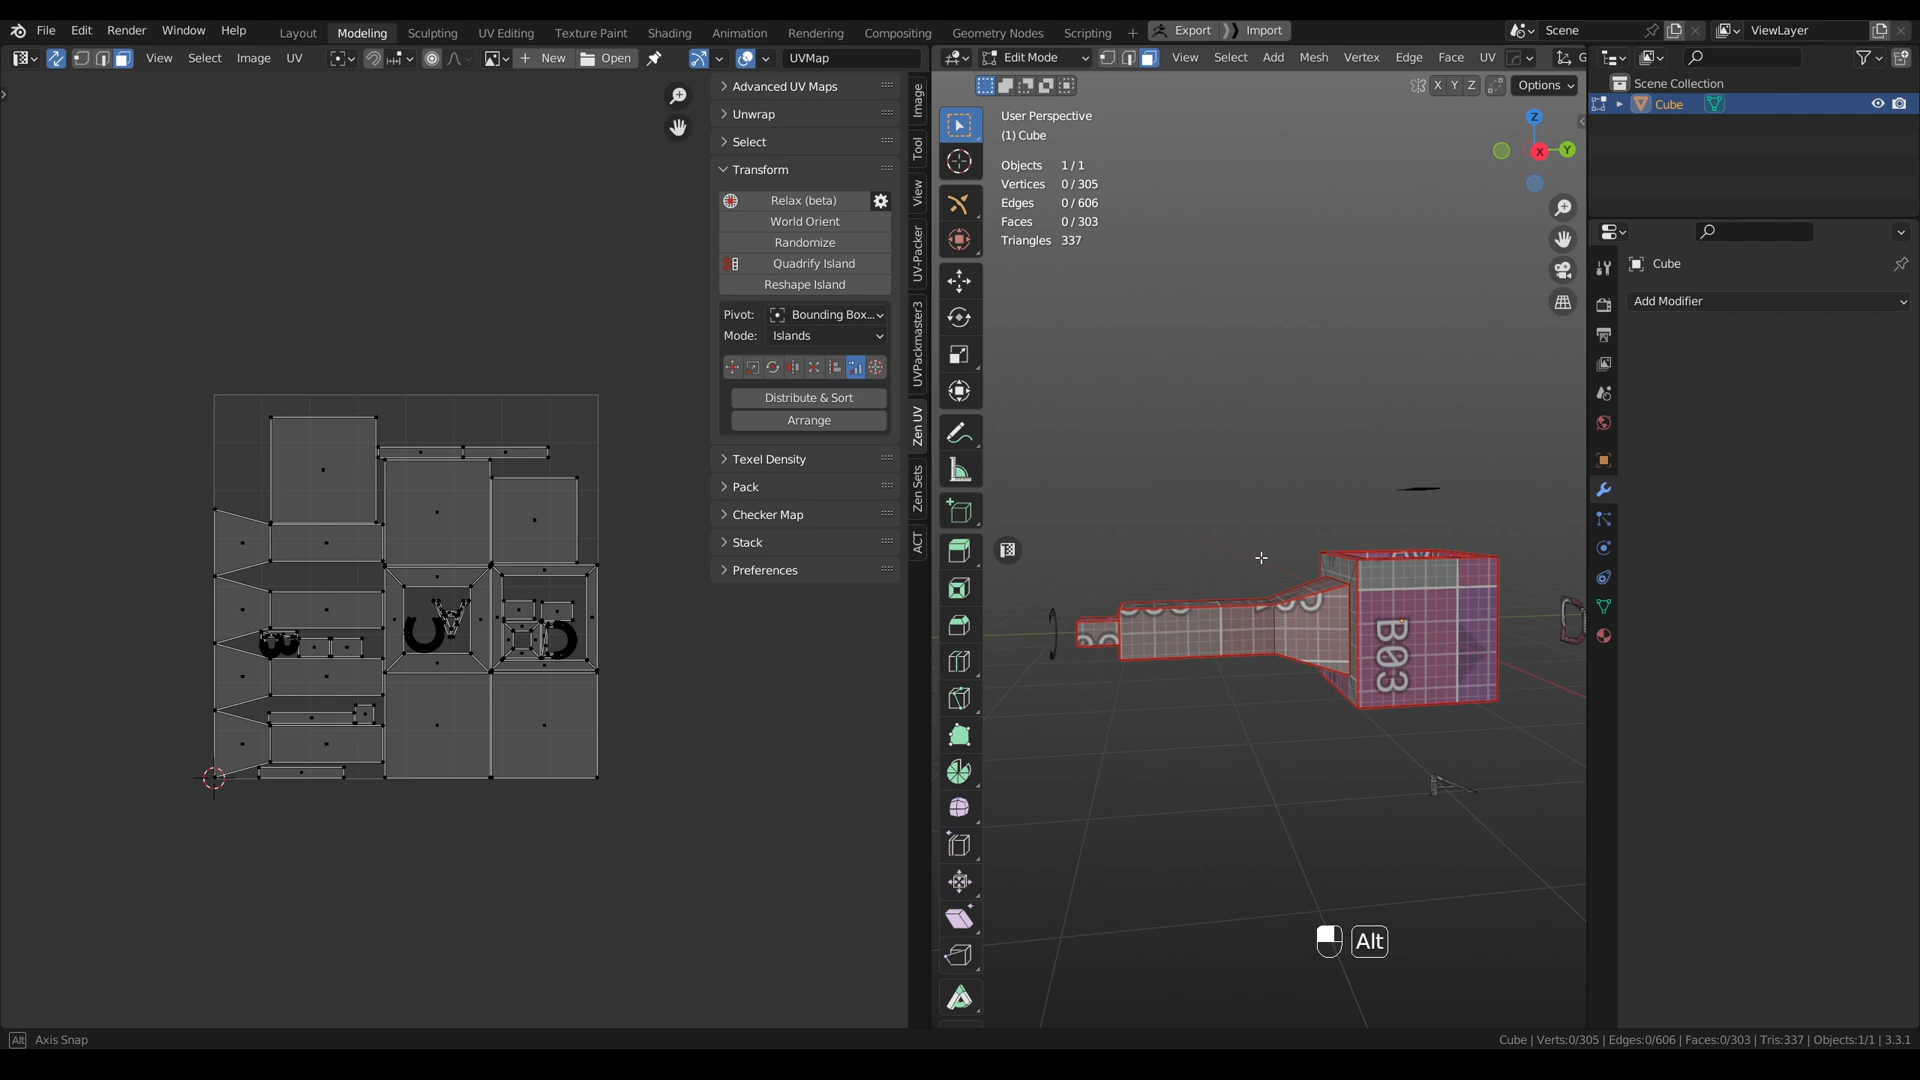 File Edit Render Window Help Layout Modeling Sculpting UV Editing Texture Paint Shading Animation Compositing Rendering Geometry Nodes Scripting + Export Import Scene ViewLayer
View Select Image UV New Open UVMap Edit Mode View Select Add Mesh Vertex Edge Face UV G
X Y Z Options
Scene Collection
Cube
Advanced UV Maps
Unwrap
Select
Transform
Relax (beta)
World Orient
Randomize
Quadrify Island
Reshape Island
Pivot: Bounding Box...
Mode: Islands
Distribute & Sort
Arrange
Texel Density
Pack
Checker Map
Stack
Preferences
Image
Tool
View
UV-Packer
UVPackmaster3
Zen UV
Zen Sets
ACT
User Perspective
(1) Cube
Objects 1 / 1
Vertices 0 / 305
Edges 0 / 606
Faces 0 / 303
Triangles 337
Z
X
Y
B03
Cube
Add Modifier
Alt
Alt Axis Snap
Cube | Verts:0/305 | Edges:0/606 | Faces:0/303 | Tris:337 | Objects:1/1 | 3.3.1